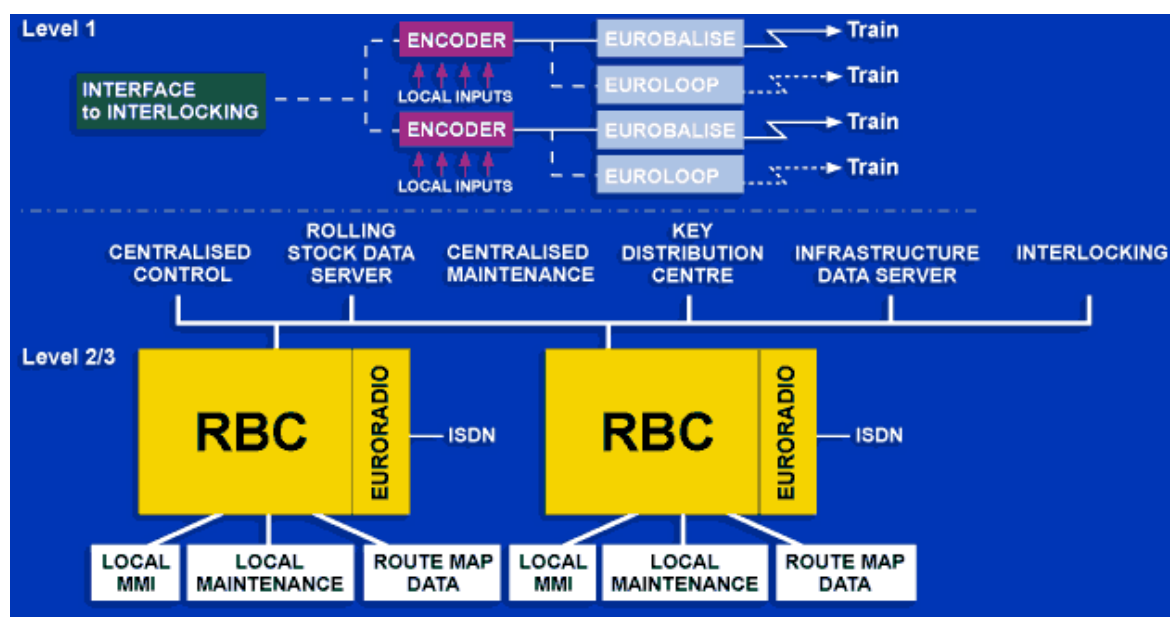 Level 1
ENCODER
EUROBALISE
Train
LOCAL INPUTS
EUROLOOP
Train
INTERFACE
to INTERLOCKING
ENCODER
EUROBALISE
Train
LOCAL INPUTS
EUROLOOP
Train
CENTRALISED
CONTROL
ROLLING
STOCK DATA
SERVER
CENTRALISED
MAINTENANCE
KEY
DISTRIBUTION
CENTRE
INFRASTRUCTURE
DATA SERVER
INTERLOCKING
Level 2/3
RBC
EURORADIO
ISDN
RBC
EURORADIO
ISDN
LOCAL
MMI
LOCAL
MAINTENANCE
ROUTE MAP
DATA
LOCAL
MMI
LOCAL
MAINTENANCE
ROUTE MAP
DATA